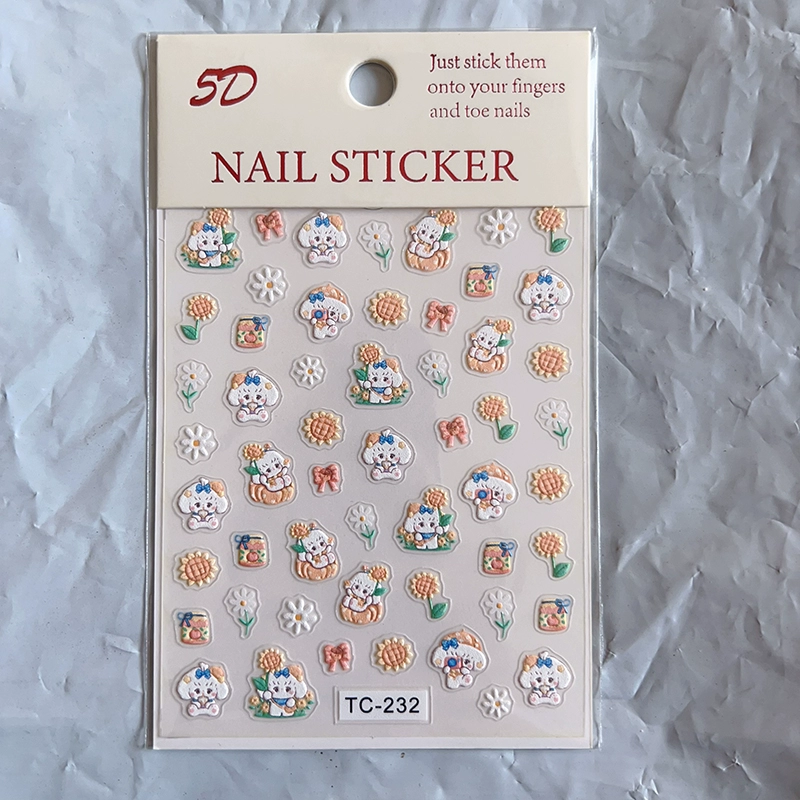 5D
Just stick them
onto your fingers
and toe nails
NAIL STICKER
TC-232